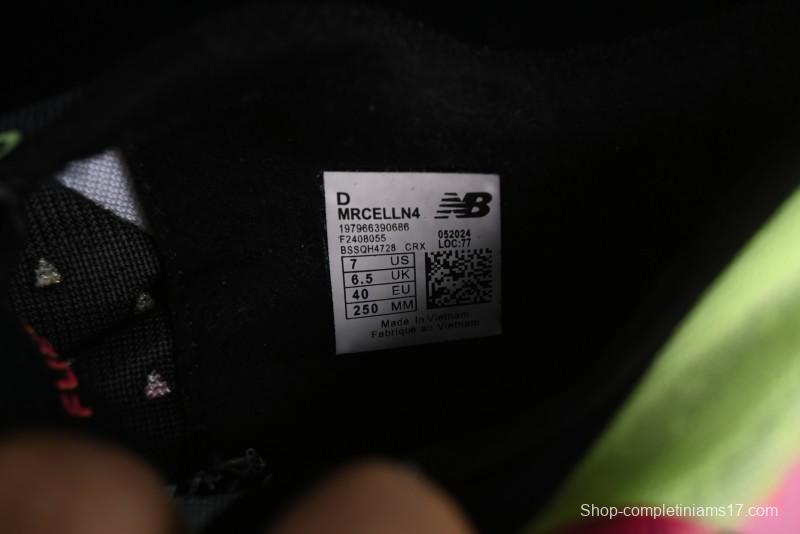 D
MRCELLN4
NB
197966390686
F2408055
052024
BSSQH4728 CRX LOC:77
7 US
6.5 UK
40 EU
250 MM
Made In Vietnam
Fabrique au Vietnam
Shop-completiniams17.com